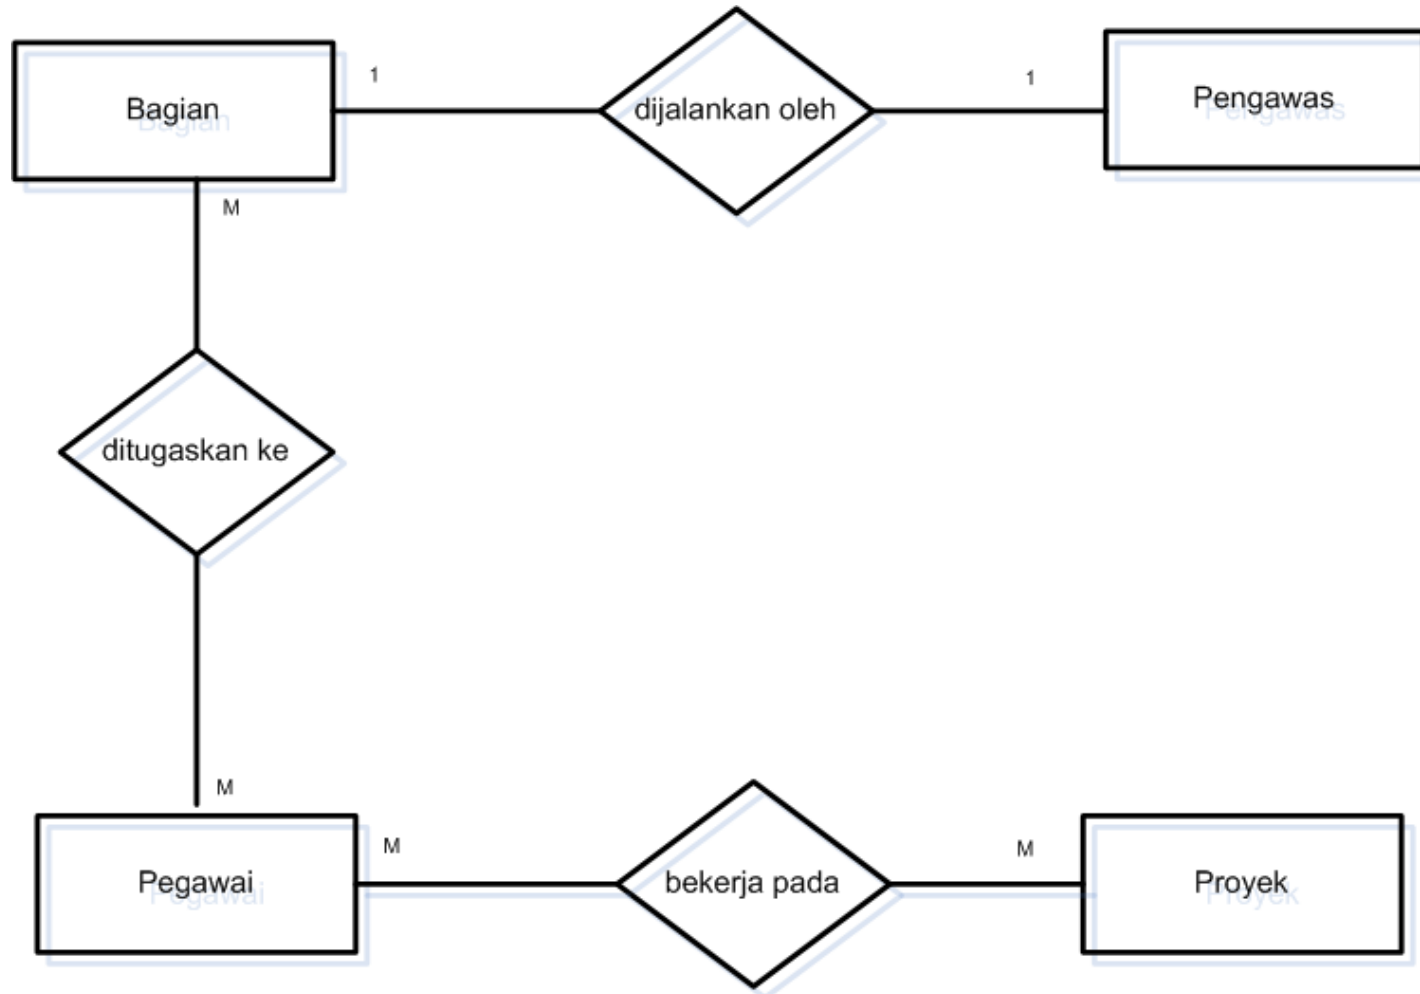 Bagian
1
dijalankan oleh
1
Pengawas
M
ditugaskan ke
M
Pegawai
M
bekerja pada
M
Proyek